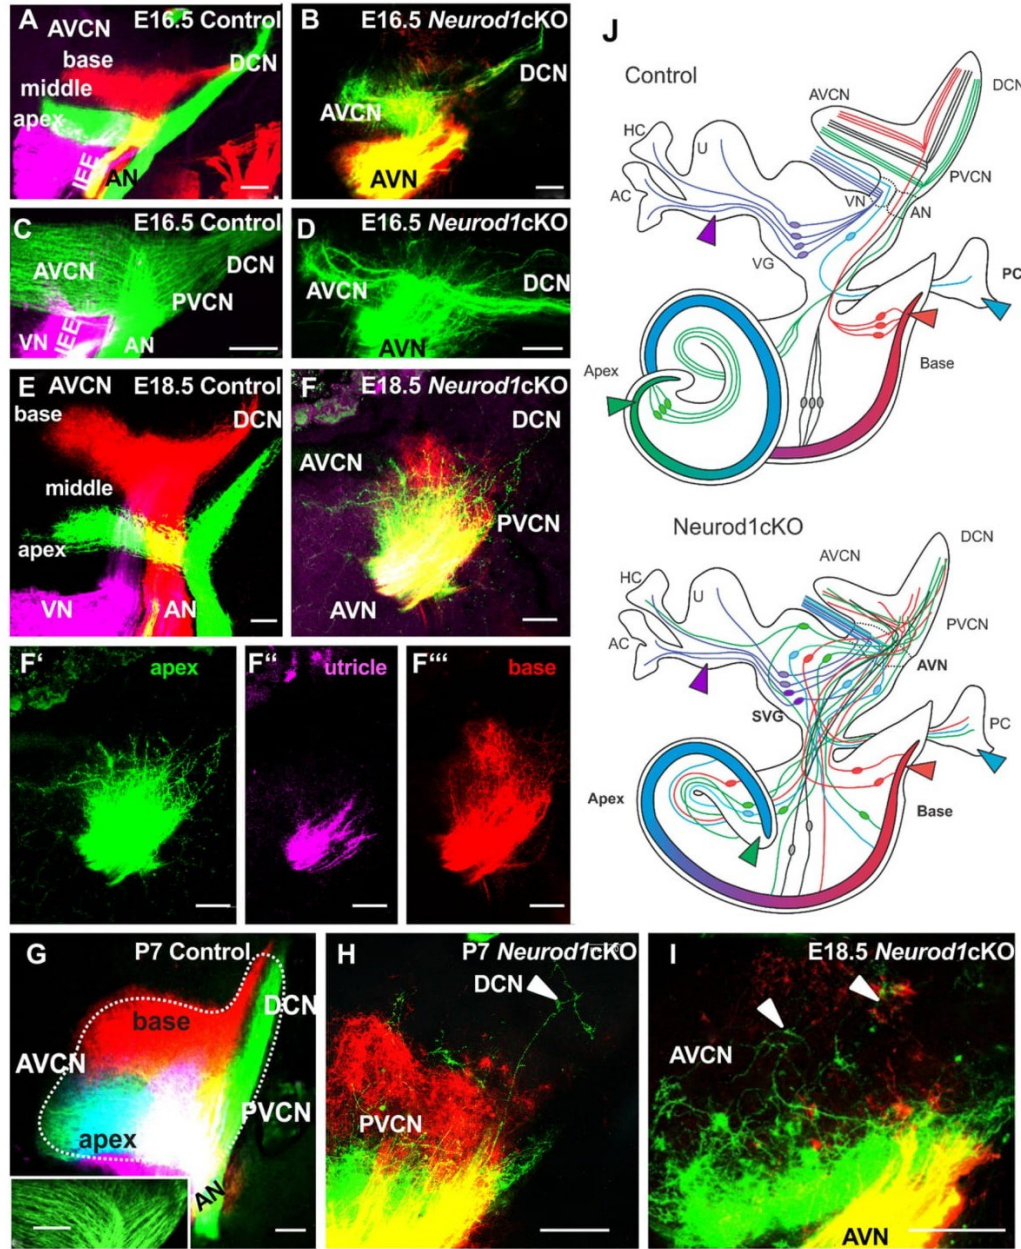 A
E16.5 Control
AVCN
base
middle
apex
DCN
IEE
AN
B
E16.5 Neurod1cKO
DCN
AVCN
AVN
C
E16.5 Control
AVCN
DCN
PVCN
VN
IEE
AN
D
E16.5 Neurod1cKO
AVCN
DCN
AVN
E
AVCN
E18.5 Control
base
DCN
middle
apex
VN
AN
F
E18.5 Neurod1cKO
DCN
AVCN
PVCN
AVN
F‘
apex
F‘‘
utricle
F‘‘‘
base
G
P7 Control
base
DCN
AVCN
PVCN
apex
AN
H
P7 Neurod1cKO
DCN
PVCN
I
E18.5 Neurod1cKO
AVCN
AVN
J
Control
AVCN
DCN
HC
U
AC
VN
PVCN
AN
VG
PC
Apex
Base
Neurod1cKO
AVCN
DCN
HC
U
AC
PVCN
AVN
SVG
PC
Apex
Base